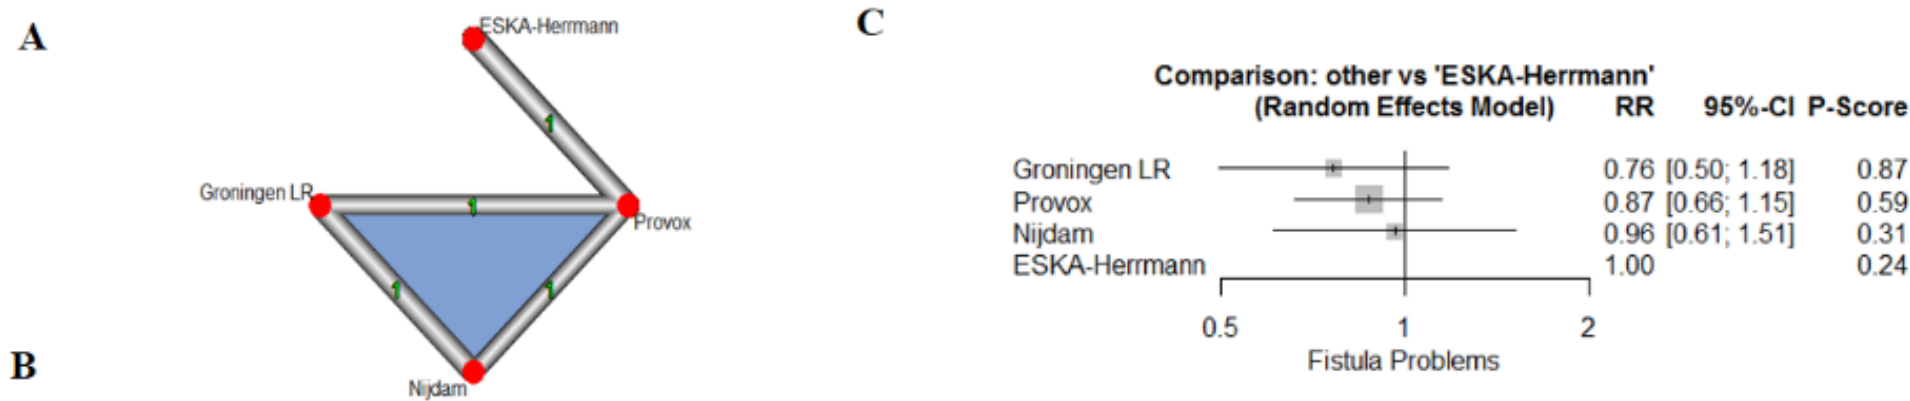 A
ESKA-Herrmann
1
Groningen LR
1
Provox
1
1
Nijdam
B
C
Comparison: other vs 'ESKA-Herrmann'
(Random Effects Model) RR 95%-CI P-Score
Groningen LR 0.76 [0.50; 1.18] 0.87
Provox 0.87 [0.66; 1.15] 0.59
Nijdam 0.96 [0.61; 1.51] 0.31
ESKA-Herrmann 1.00 0.24
0.5 1 2
Fistula Problems